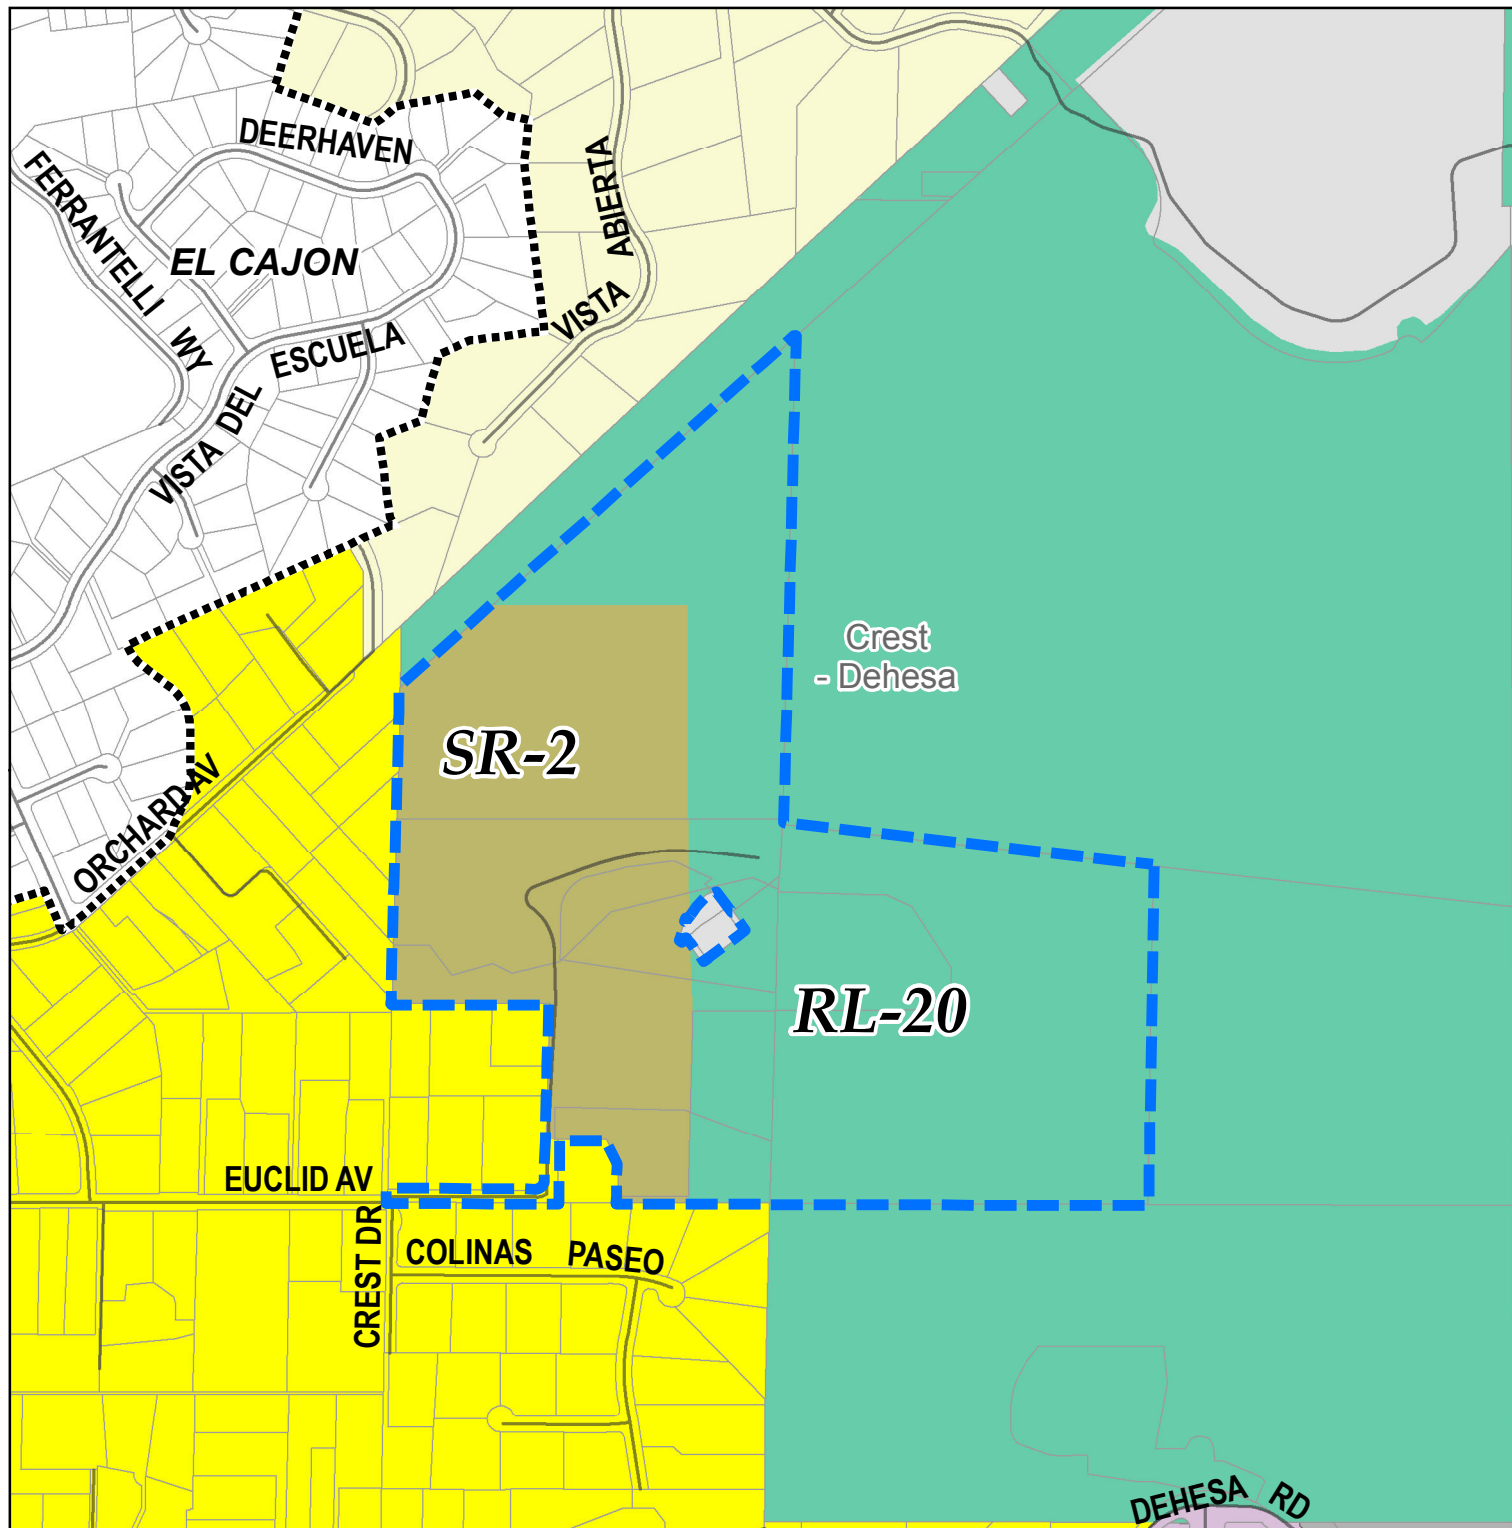 DEERHAVEN
FERRANTELLI WY
EL CAJON
VISTA ABIERTA
VISTA DEL ESCUELA
Crest
- Dehesa
SR-2
ORCHARD AV
RL-20
EUCLID AV
CREST DR
COLINAS PASEO
DEHESA RD